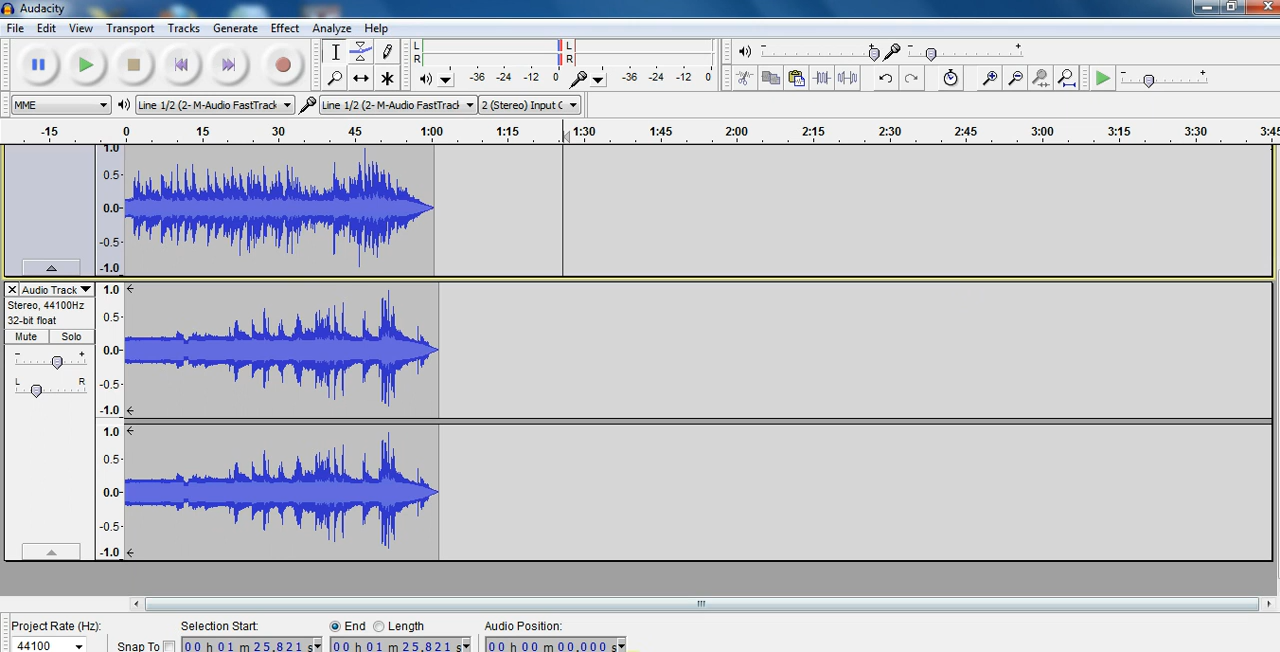 Audacity
File Edit View Transport Tracks Generate Effect Analyze Help
L L
R R
-36 -24 -12 0 -36 -24 -12 0
MME Line 1/2 (2- M-Audio FastTrack Line 1/2 (2- M-Audio FastTrack 2 (Stereo) Input C
-15 0 15 30 45 1:00 1:15 1:30 1:45 2:00 2:15 2:30 2:45 3:00 3:15 3:30 3:45
1.0
0.5
0.0
-0.5
-1.0
Audio Track 1.0
Stereo, 44100Hz
32-bit float 0.5
Mute Solo
- + 0.0
L R -0.5
-1.0
1.0
0.5
0.0
-0.5
-1.0
Project Rate (Hz): Selection Start: End Length Audio Position:
44100 Snap To 00 h 01 m 25.821 s 00 h 01 m 25.821 s 00 h 00 m 00.000 s